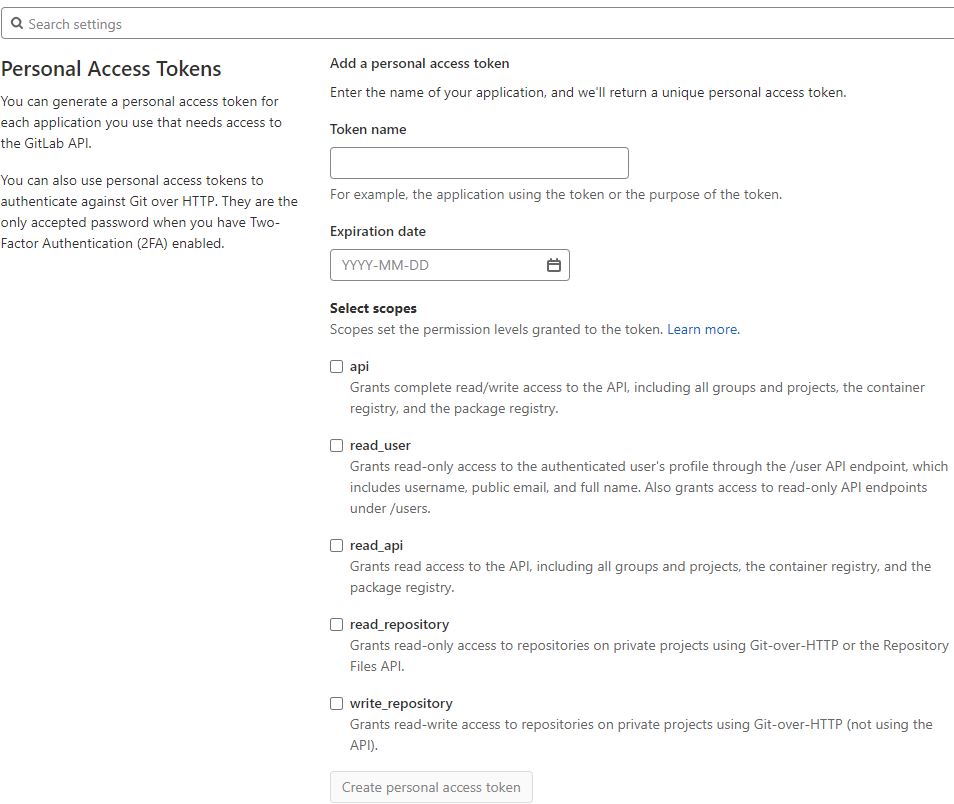 Search settings
Personal Access Tokens
You can generate a personal access token for
each application you use that needs access to
the GitLab API.
You can also use personal access tokens to
authenticate against Git over HTTP. They are the
only accepted password when you have Two-
Factor Authentication (2FA) enabled.
Add a personal access token
Enter the name of your application, and we'll return a unique personal access token.
Token name
For example, the application using the token or the purpose of the token.
Expiration date
YYYY-MM-DD
Select scopes
Scopes set the permission levels granted to the token. Learn more.
api
Grants complete read/write access to the API, including all groups and projects, the container
registry, and the package registry.
read_user
Grants read-only access to the authenticated user's profile through the /user API endpoint, which
includes username, public email, and full name. Also grants access to read-only API endpoints
under /users.
read_api
Grants read access to the API, including all groups and projects, the container registry, and the
package registry.
read_repository
Grants read-only access to repositories on private projects using Git-over-HTTP or the Repository
Files API.
write_repository
Grants read-write access to repositories on private projects using Git-over-HTTP (not using the
API).
Create personal access token